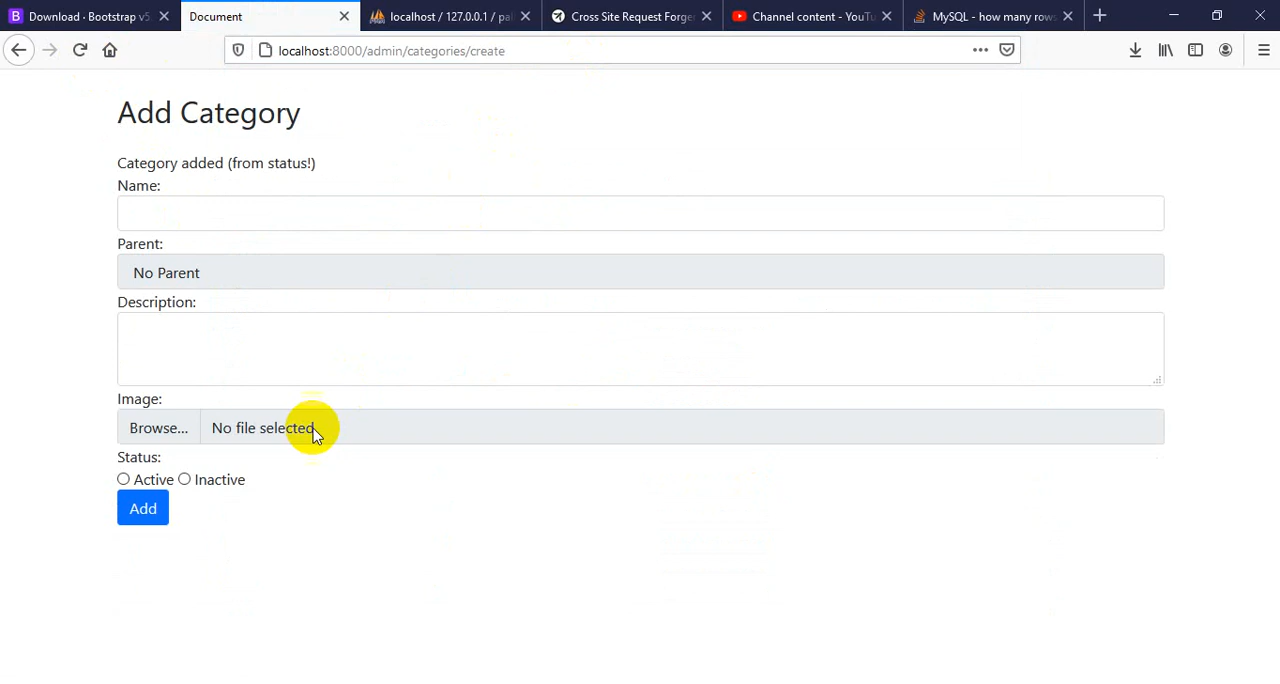 Download · Bootstrap v5.
Document
localhost / 127.0.0.1 / pal
Cross Site Request Forger
Channel content - YouTu
MySQL - how many rows
localhost:8000/admin/categories/create
Add Category
Category added (from status!)
Name:
Parent:
No Parent
Description:
Image:
Browse... No file selected.
Status:
Active Inactive
Add